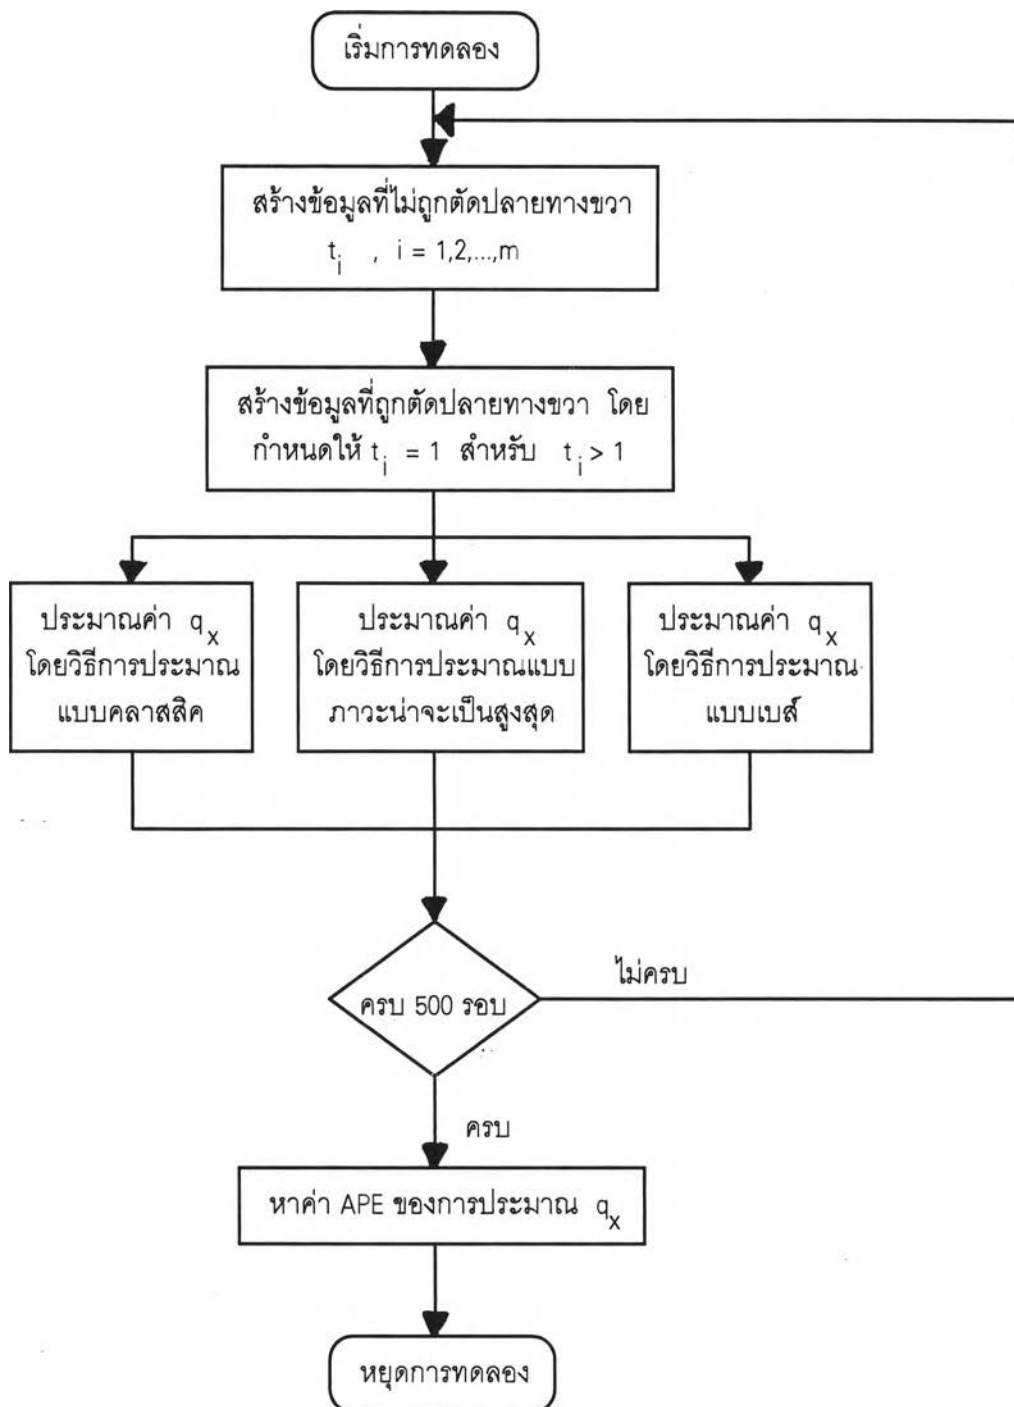 เริ่มการทดลอง
สร้างข้อมูลที่ไม่ถูกตัดปลายทางขวา
t_i , i = 1,2,...,m
สร้างข้อมูลที่ถูกตัดปลายทางขวา โดย
กำหนดให้ t_i = 1 สำหรับ t_i > 1
ประมาณค่า q_x
โดยวิธีการประมาณ
แบบคลาสสิค
ประมาณค่า q_x
โดยวิธีการประมาณแบบ
ภาวะน่าจะเป็นสูงสุด
ประมาณค่า q_x
โดยวิธีการประมาณ
แบบเบส์
ครบ 500 รอบ
ไม่ครบ
ครบ
หาค่า APE ของการประมาณ q_x
หยุดการทดลอง